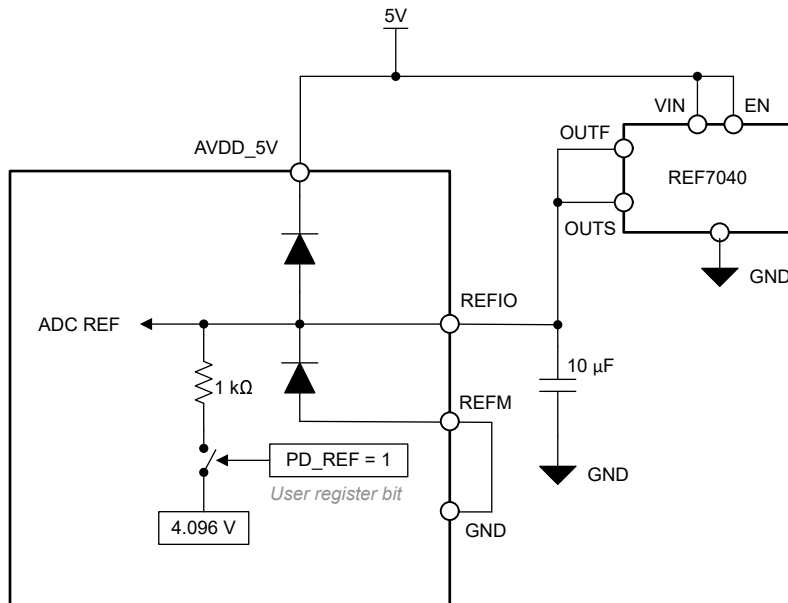 5V
VIN
EN
AVDD_5V
OUTF
REF7040
OUTS
GND
REFIO
ADC REF
10 µF
1 kΩ
REFM
PD_REF = 1
GND
User register bit
4.096 V
GND